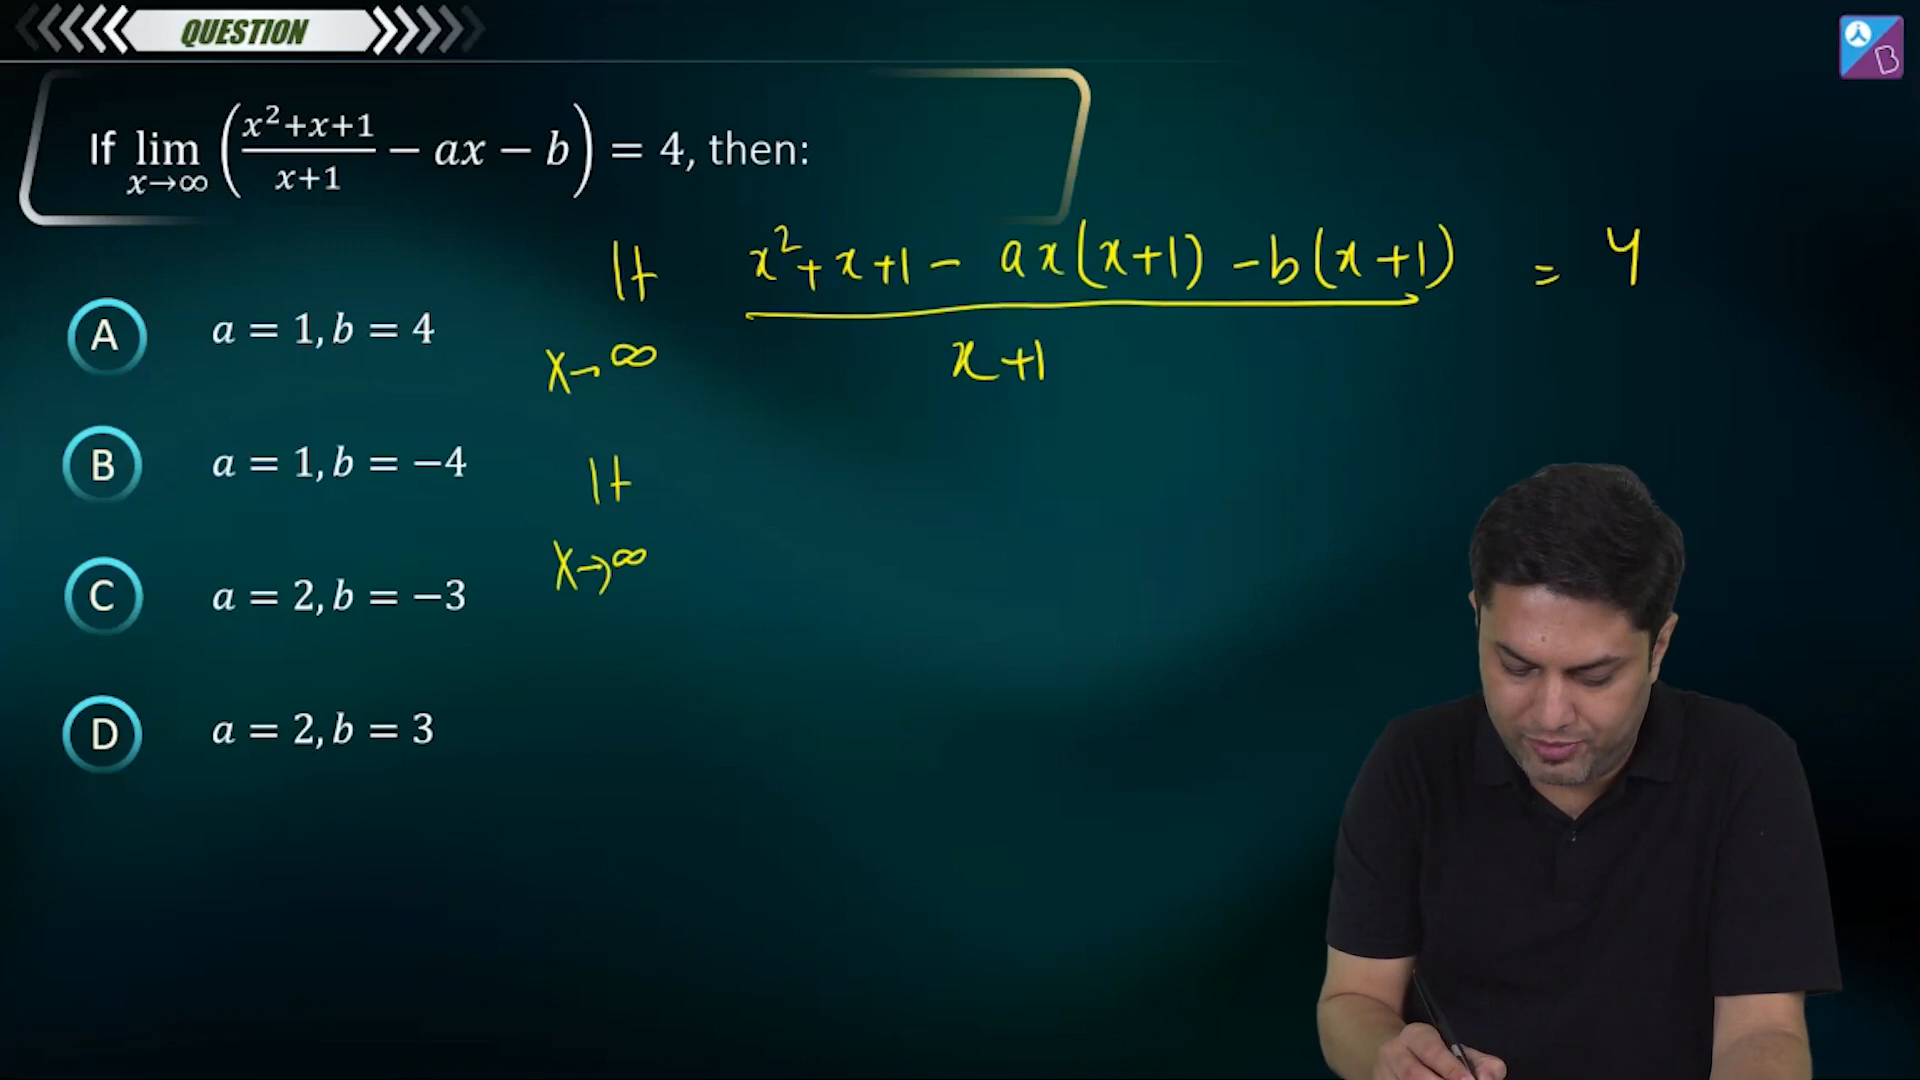 QUESTION
If lim x→∞ (x²+x+1 / x+1 − ax − b) = 4, then:
lt x→∞ x²+x+1 − ax(x+1) − b(x+1) / x+1 = 4
A a = 1, b = 4
B a = 1, b = −4
lt x→∞
C a = 2, b = −3
D a = 2, b = 3
B